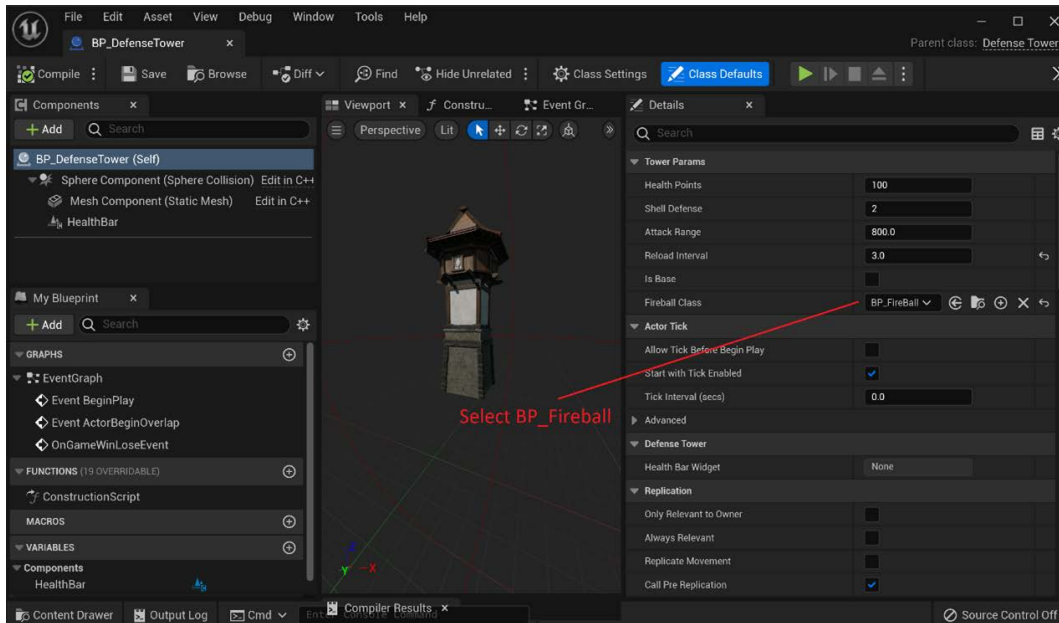 File Edit Asset View Debug Window Tools Help
BP_DefenseTower
Parent class: Defense Tower
Compile Save Browse Diff Find Hide Unrelated Class Settings Class Defaults
Components
Add Search
BP_DefenseTower (Self)
Sphere Component (Sphere Collision) Edit in C++
Mesh Component (Static Mesh) Edit in C++
HealthBar
My Blueprint
Add Search
GRAPHS
EventGraph
Event BeginPlay
Event ActorBeginOverlap
OnGameWinLoseEvent
FUNCTIONS (19 OVERRIDABLE)
ConstructionScript
MACROS
VARIABLES
Components
HealthBar
Viewport Constru... Event Gr...
Perspective Lit
Select BP_Fireball
Y X
Details
Search
Tower Params
Health Points 100
Shell Defense 2
Attack Range 800.0
Reload Interval 3.0
Is Base
Fireball Class BP_FireBall
Actor Tick
Allow Tick Before Begin Play
Start with Tick Enabled
Tick Interval (secs) 0.0
Advanced
Defense Tower
Health Bar Widget None
Replication
Only Relevant to Owner
Always Relevant
Replicate Movement
Call Pre Replication
Content Drawer Output Log Cmd Enter Console Command
Compiler Results
Source Control Off